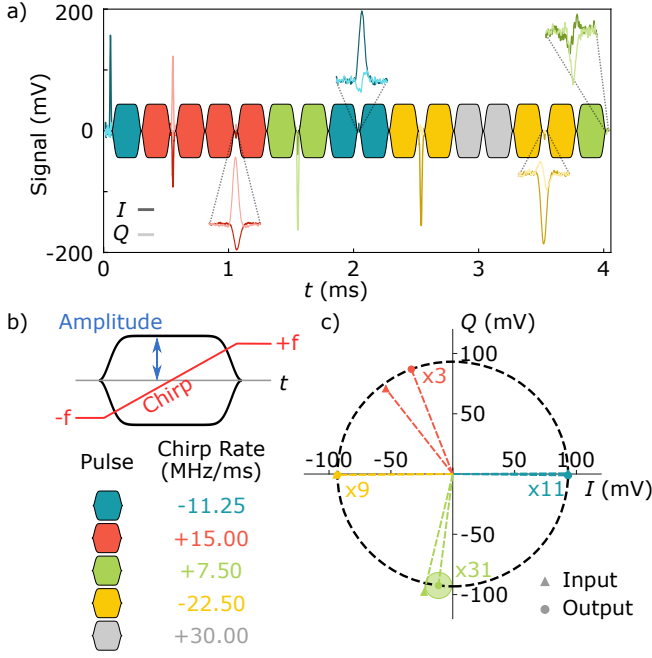 a)
200
Signal (mV)
0
-200
I
Q
0
1
2
3
4
t (ms)
b)
Amplitude
+f
Chirp
t
-f
Pulse
Chirp Rate
(MHz/ms)
-11.25
+15.00
+7.50
-22.50
+30.00
c)
Q (mV)
100
x3
50
-100
-50
0
50
100
x9
x11
I (mV)
-50
x31
-100
Input
Output